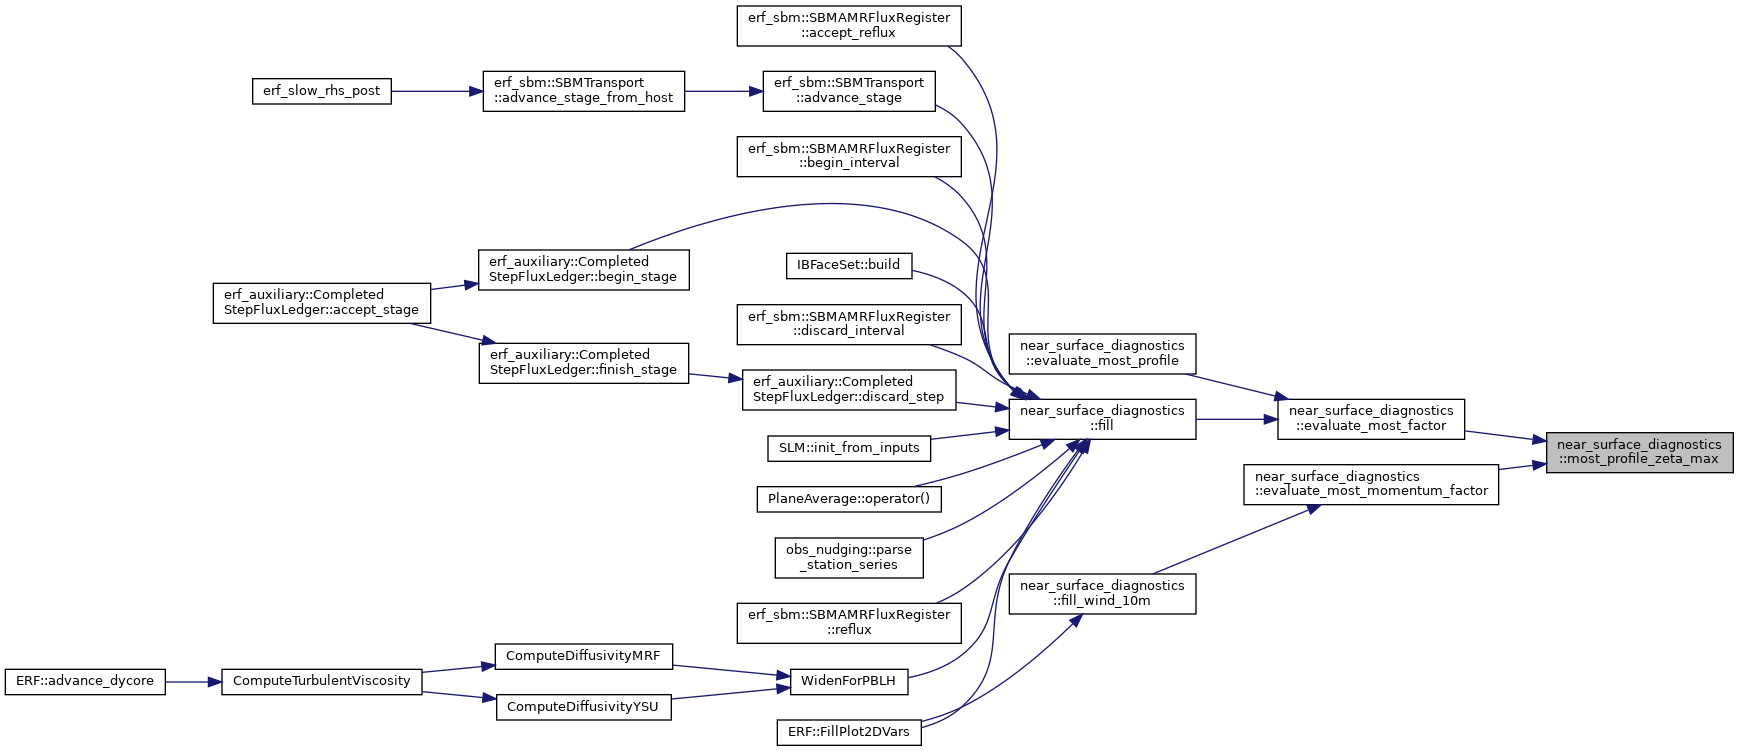 erf_sbm::SBMAMRFluxRegister
::accept_reflux
erf_slow_rhs_post
erf_sbm::SBMTransport
::advance_stage_from_host
erf_sbm::SBMTransport
::advance_stage
erf_sbm::SBMAMRFluxRegister
::begin_interval
erf_auxiliary::Completed
StepFluxLedger::begin_stage
IBFaceSet::build
erf_auxiliary::Completed
StepFluxLedger::accept_stage
erf_sbm::SBMAMRFluxRegister
::discard_interval
near_surface_diagnostics
::evaluate_most_profile
erf_auxiliary::Completed
StepFluxLedger::finish_stage
erf_auxiliary::Completed
StepFluxLedger::discard_step
near_surface_diagnostics
::fill
near_surface_diagnostics
::evaluate_most_factor
near_surface_diagnostics
::most_profile_zeta_max
SLM::init_from_inputs
near_surface_diagnostics
::evaluate_most_momentum_factor
PlaneAverage::operator()
obs_nudging::parse
_station_series
near_surface_diagnostics
::fill_wind_10m
erf_sbm::SBMAMRFluxRegister
::reflux
ComputeDiffusivityMRF
ERF::advance_dycore
ComputeTurbulentViscosity
WidenForPBLH
ComputeDiffusivityYSU
ERF::FillPlot2DVars